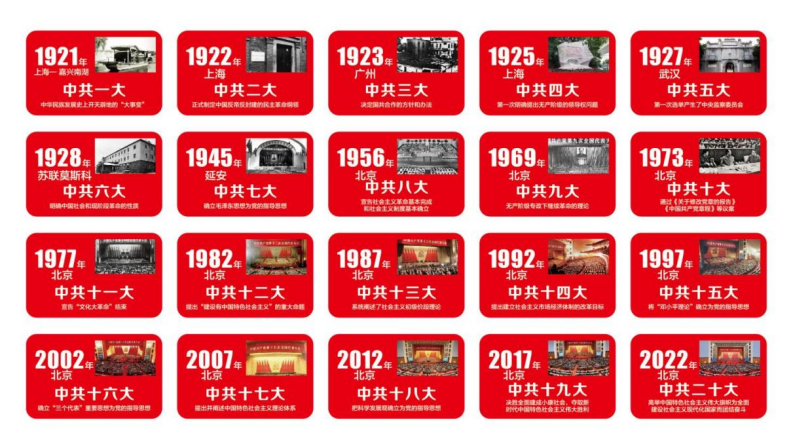 1921年
上海一嘉兴南湖
中共一大
中华民族发展史上开天辟地的“大事变”
1922年
上海
中共二大
正式制定中国反帝反封建的民主革命纲领
1923年
广州
中共三大
决定国共合作的方针和办法
1925年
上海
中共四大
第一次明确提出无产阶级的领导权问题
1927年
武汉
中共五大
第一次选举产生了中央监察委员会
1928年
苏联莫斯科
中共六大
明确中国社会和现阶段革命的性质
1945年
延安
中共七大
确立毛泽东思想为党的指导思想
1956年
北京
中共八大
宣告社会主义革命基本完成
和社会主义制度基本确立
1969年
北京
中共九大
无产阶级专政下继续革命的理论
1973年
北京
中共十大
通过《关于修改党章的报告》
《中国共产党章程》等议案
1977年
北京
中共十一大
宣告“文化大革命”结束
1982年
北京
中共十二大
提出“建设有中国特色社会主义”的重大命题
1987年
北京
中共十三大
系统阐述了社会主义初级阶段理论
1992年
北京
中共十四大
提出建立社会主义市场经济体制的改革目标
1997年
北京
中共十五大
将“邓小平理论”确立为党的指导思想
2002年
北京
中共十六大
确立“三个代表”重要思想为党的指导思想
2007年
北京
中共十七大
提出并阐述中国特色社会主义理论体系
2012年
北京
中共十八大
把科学发展观确立为党的指导思想
2017年
北京
中共十九大
决胜全面建成小康社会、夺取新
时代中国特色社会主义伟大胜利
2022年
北京
中共二十大
高举中国特色社会主义伟大旗帜为全面
建设社会主义现代化国家而团结奋斗